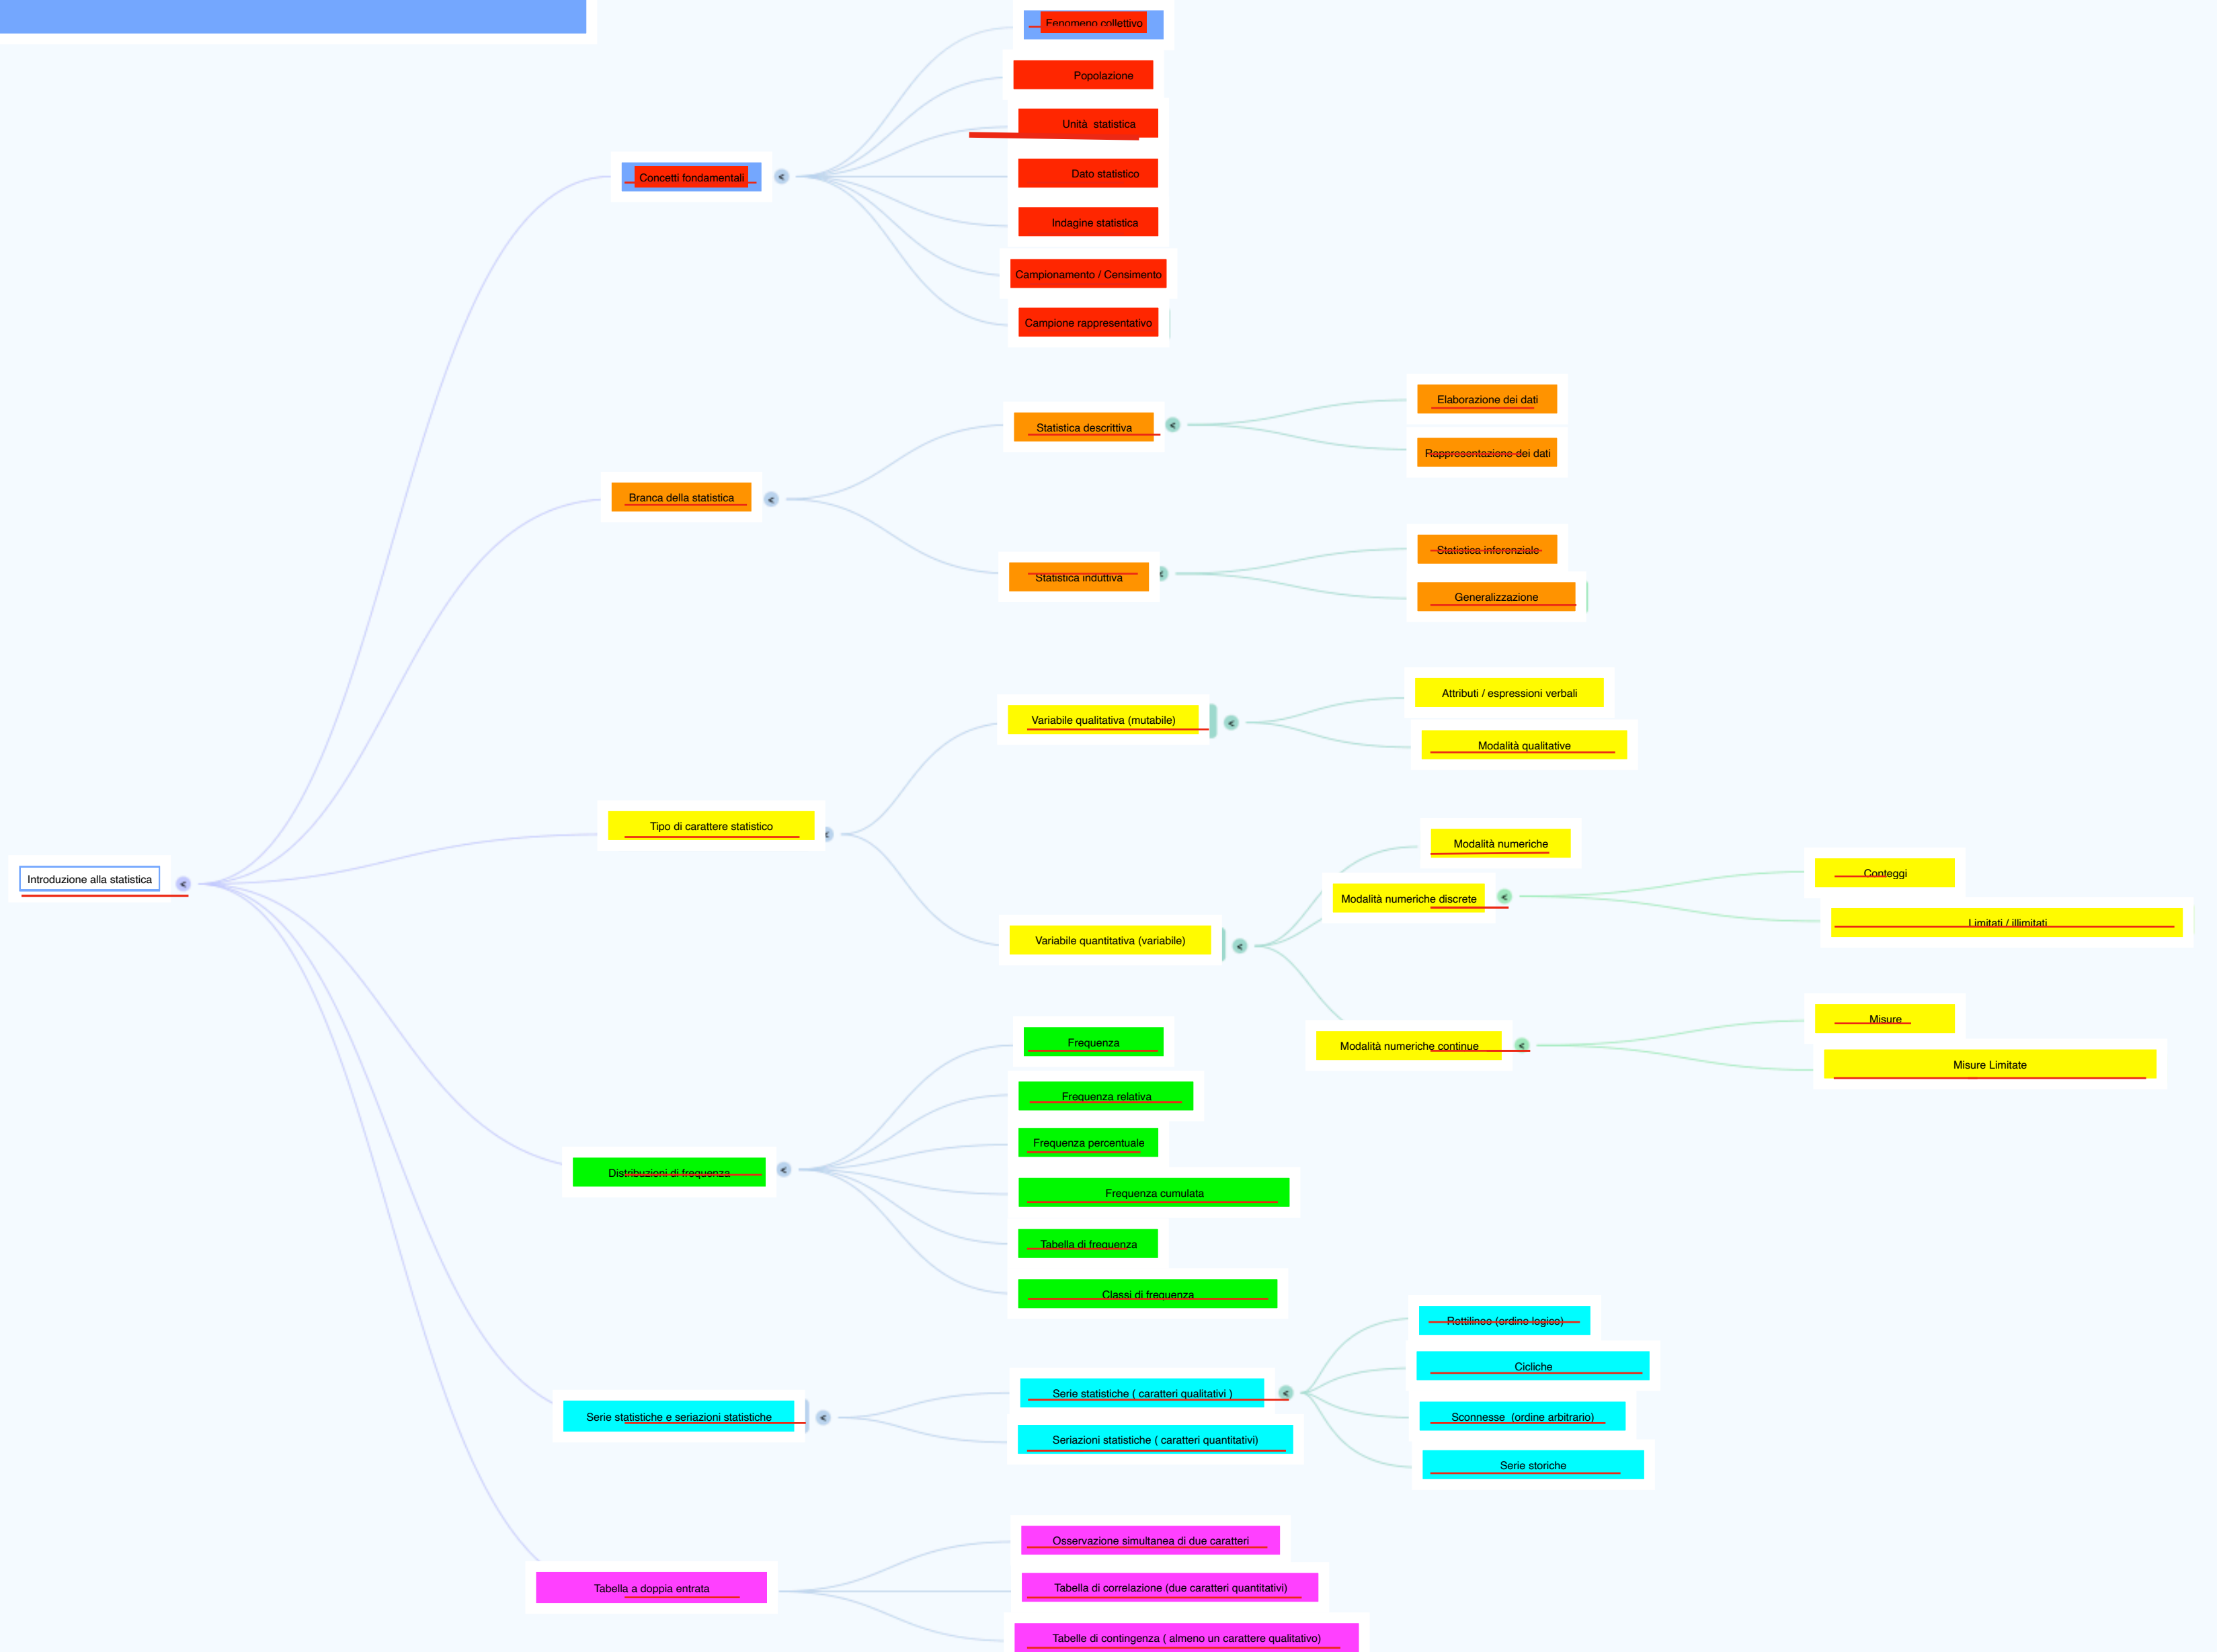 Introduzione alla statistica
Concetti fondamentali
Fenomeno collettivo
Popolazione
Unità statistica
Dato statistico
Indagine statistica
Campionamento / Censimento
Campione rappresentativo
Branca della statistica
Statistica descrittiva
Elaborazione dei dati
Rappresentazione dei dati
Statistica induttiva
Statistica inferenziale
Generalizzazione
Tipo di carattere statistico
Variabile qualitativa (mutabile)
Attributi / espressioni verbali
Modalità qualitative
Variabile quantitativa (variabile)
Modalità numeriche
Modalità numeriche discrete
Conteggi
Limitati / illimitati
Modalità numeriche continue
Misure
Misure Limitate
Distribuzioni di frequenza
Frequenza
Frequenza relativa
Frequenza percentuale
Frequenza cumulata
Tabella di frequenza
Classi di frequenza
Serie statistiche e seriazioni statistiche
Serie statistiche ( caratteri qualitativi )
Rettilinee (ordine logico)
Cicliche
Sconnesse (ordine arbitrario)
Serie storiche
Seriazioni statistiche ( caratteri quantitativi)
Tabella a doppia entrata
Osservazione simultanea di due caratteri
Tabella di correlazione (due caratteri quantitativi)
Tabelle di contingenza ( almeno un carattere qualitativo)